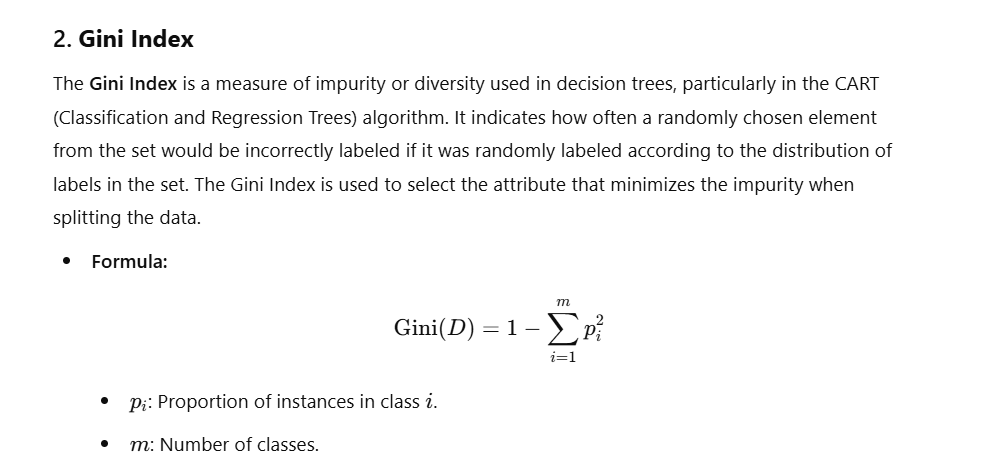 2. Gini Index
The Gini Index is a measure of impurity or diversity used in decision trees, particularly in the CART
(Classification and Regression Trees) algorithm. It indicates how often a randomly chosen element
from the set would be incorrectly labeled if it was randomly labeled according to the distribution of
labels in the set. The Gini Index is used to select the attribute that minimizes the impurity when
splitting the data.
• Formula:
Gini(D) = 1 − ∑_{i=1}^{m} p_i^2
• p_i: Proportion of instances in class i.
• m: Number of classes.